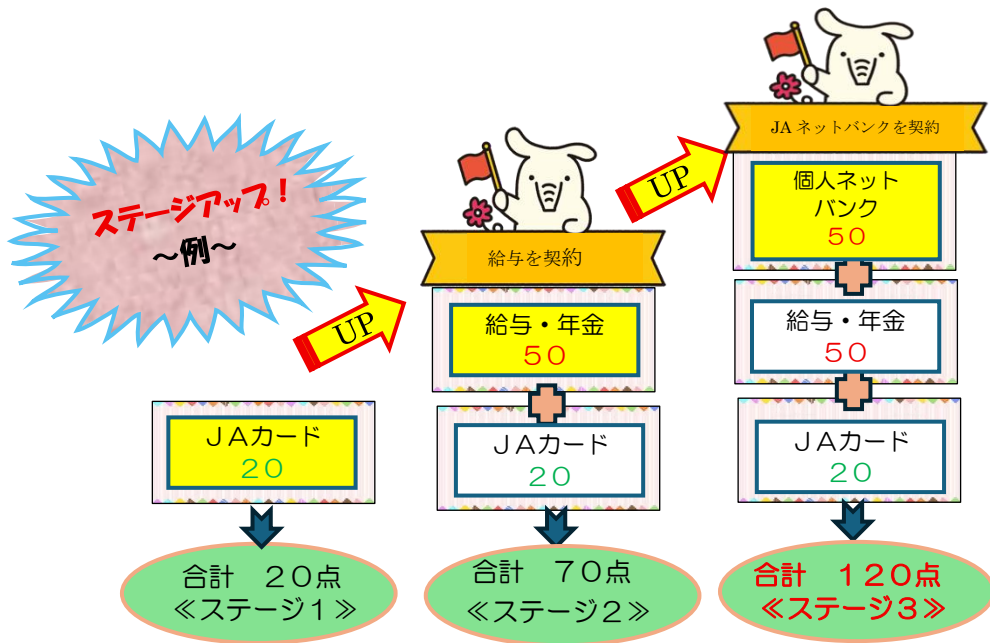 ステージアップ！
～例～
UP
ＪＡカード
２０
合計　２０点
≪ステージ１≫
給与を契約
給与・年金
５０
ＪＡカード
２０
合計　７０点
≪ステージ２≫
UP
JAネットバンクを契約
個人ネット
バンク
５０
給与・年金
５０
ＪＡカード
２０
合計　１２０点
≪ステージ３≫